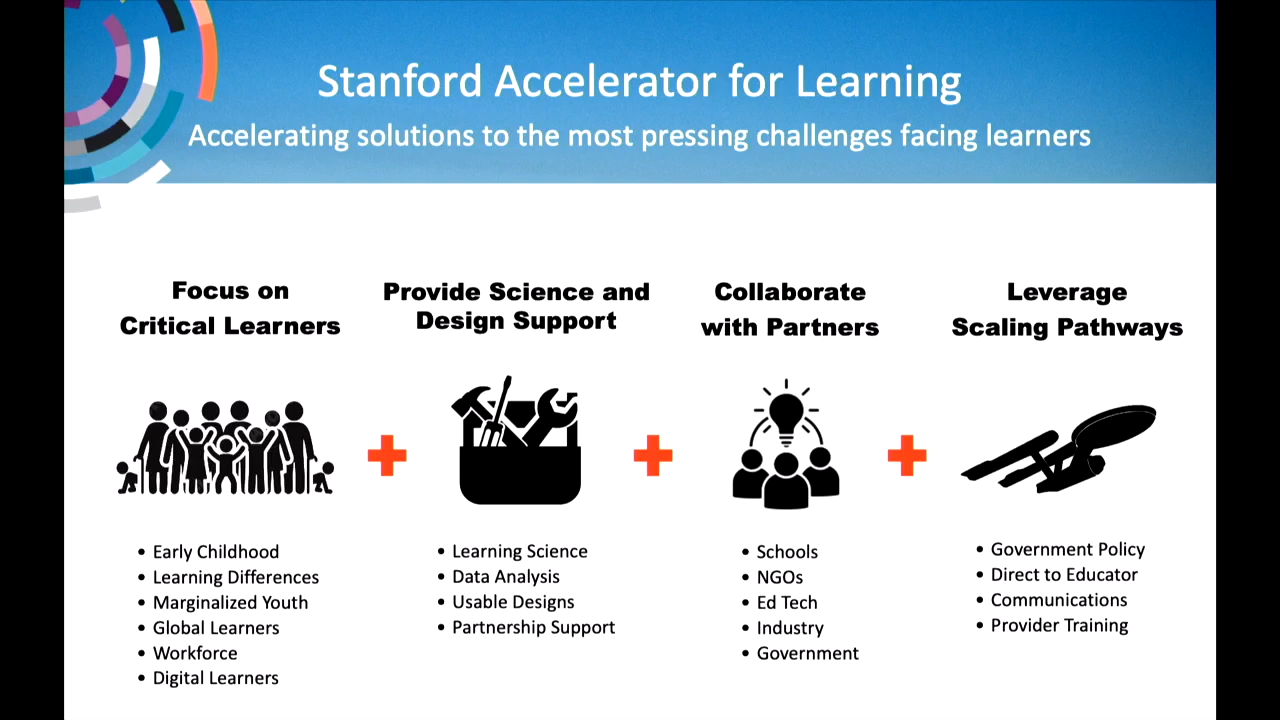 Stanford Accelerator for Learning
Accelerating solutions to the most pressing challenges facing learners
Focus on
Critical Learners
Provide Science and
Design Support
Collaborate
with Partners
Leverage
Scaling Pathways
• Early Childhood
• Learning Differences
• Marginalized Youth
• Global Learners
• Workforce
• Digital Learners
• Learning Science
• Data Analysis
• Usable Designs
• Partnership Support
• Schools
• NGOs
• Ed Tech
• Industry
• Government
• Government Policy
• Direct to Educator
• Communications
• Provider Training